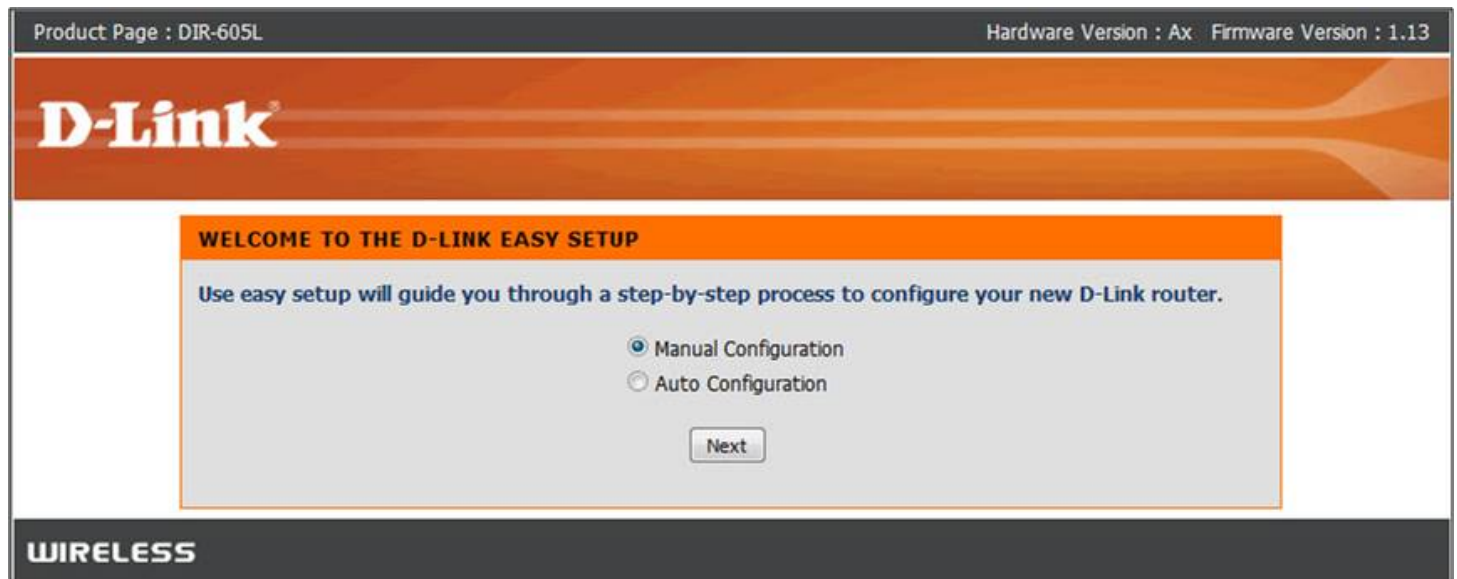 Product Page : DIR-605L Hardware Version : Ax Firmware Version : 1.13
D-Link®
WELCOME TO THE D-LINK EASY SETUP
Use easy setup will guide you through a step-by-step process to configure your new D-Link router.
Manual Configuration
Auto Configuration
Next
WIRELESS